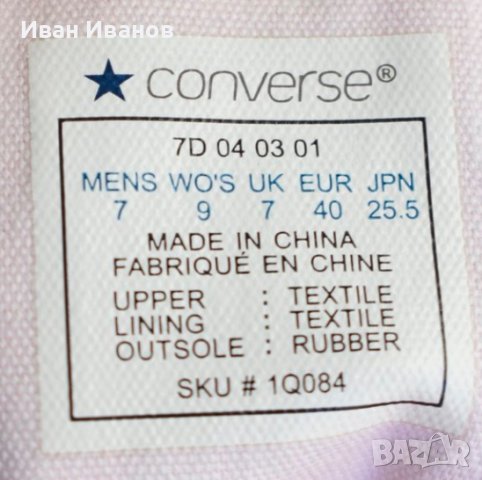 Иван Иванов
converse®
7D 04 03 01
MENS WO'S UK EUR JPN
7 9 7 40 25.5
MADE IN CHINA
FABRIQUÉ EN CHINE
UPPER : TEXTILE
LINING : TEXTILE
OUTSOLE : RUBBER
SKU # 1Q084
BAZAR